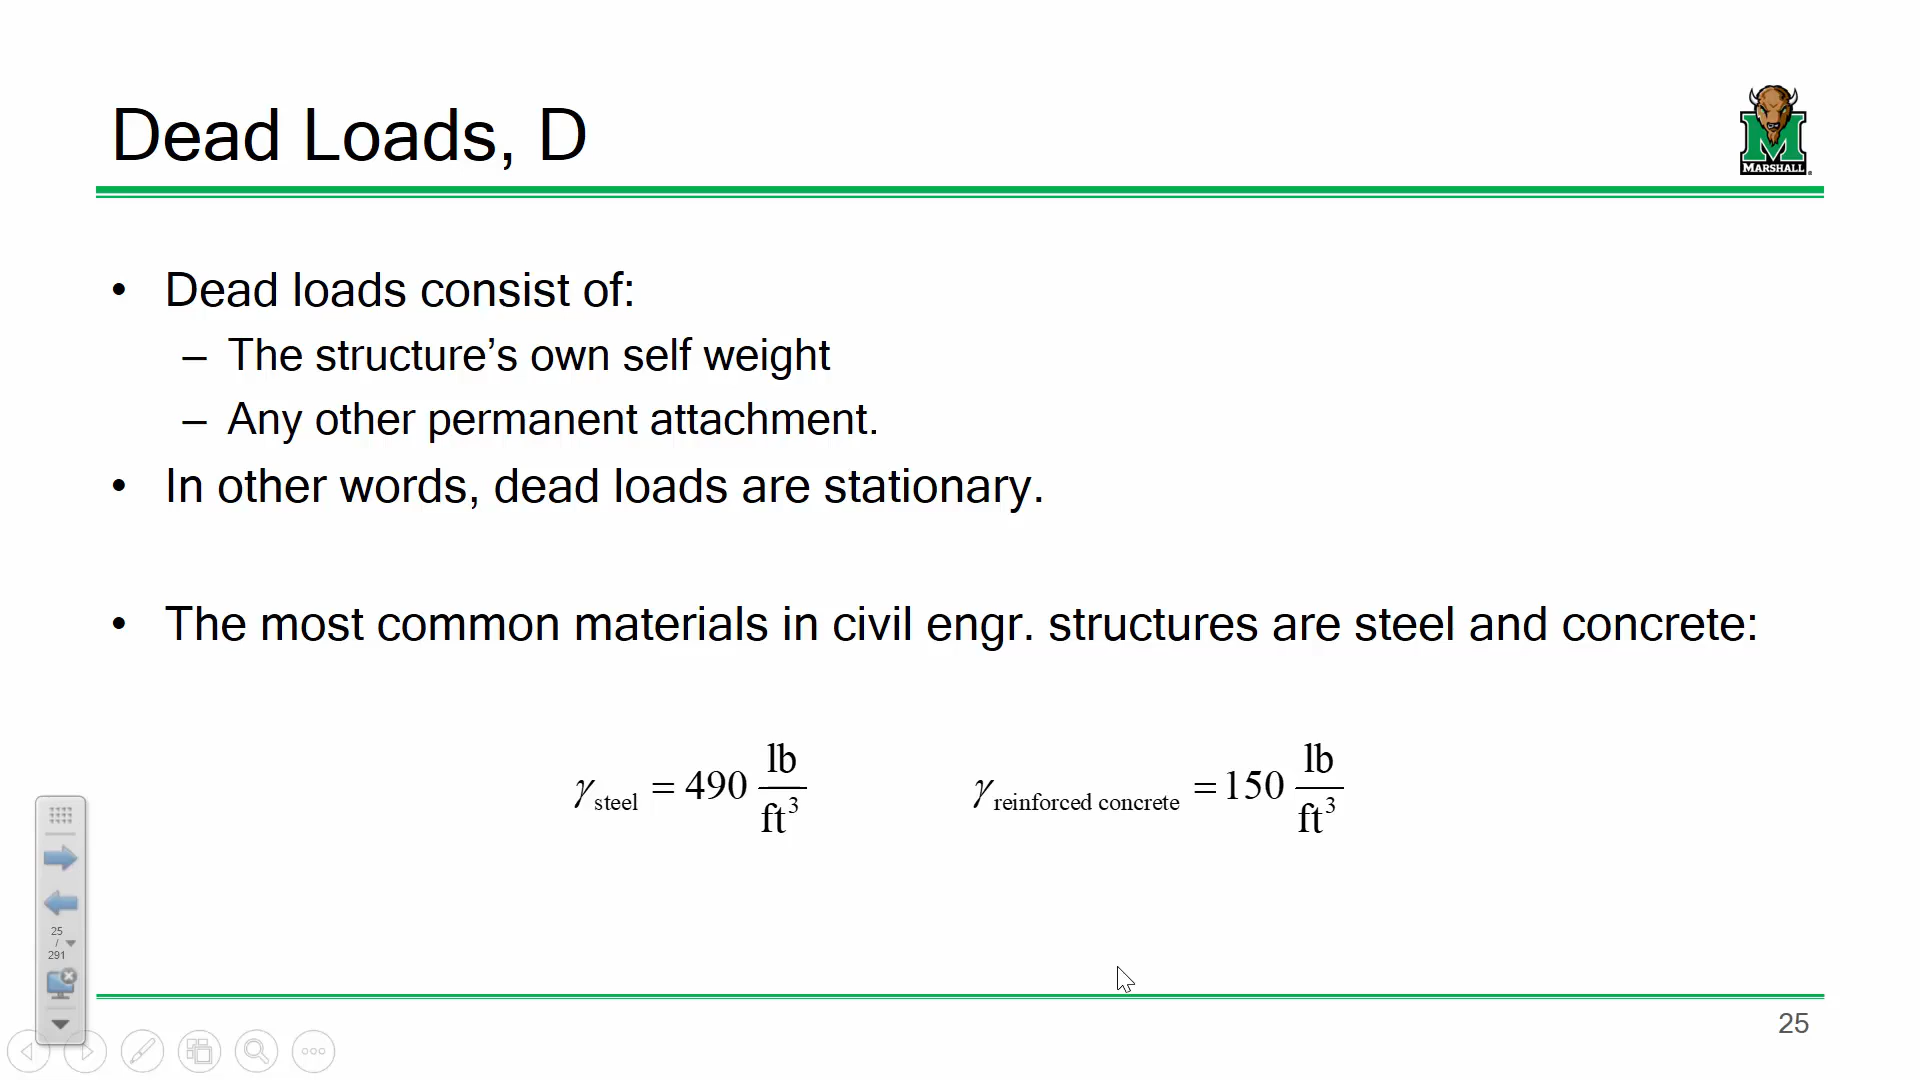 Dead Loads, D
MARSHALL
• Dead loads consist of:
– The structure’s own self weight
– Any other permanent attachment.
• In other words, dead loads are stationary.
• The most common materials in civil engr. structures are steel and concrete:
γ steel = 490 lb/ft³ γ reinforced concrete = 150 lb/ft³
25
/
291
25